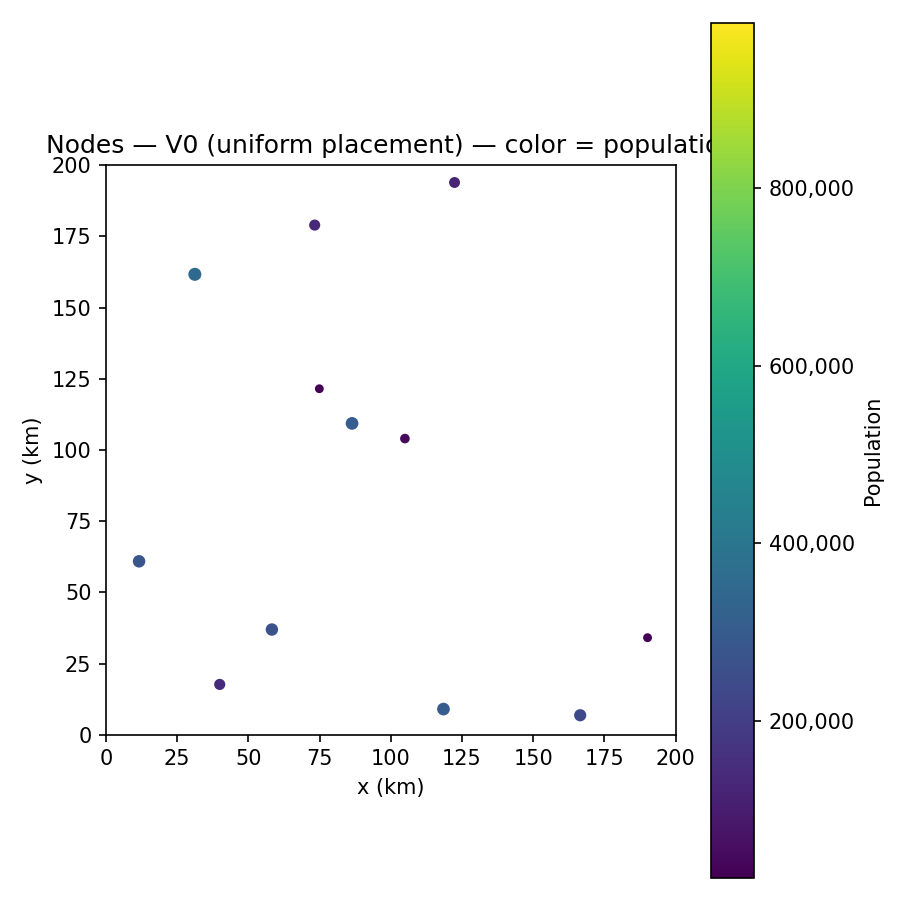 Nodes — V0 (uniform placement) — color = populatio
200
175
150
125
100
75
50
25
0
y (km)
0 25 50 75 100 125 150 175 200
x (km)
800,000
600,000
400,000
200,000
Population